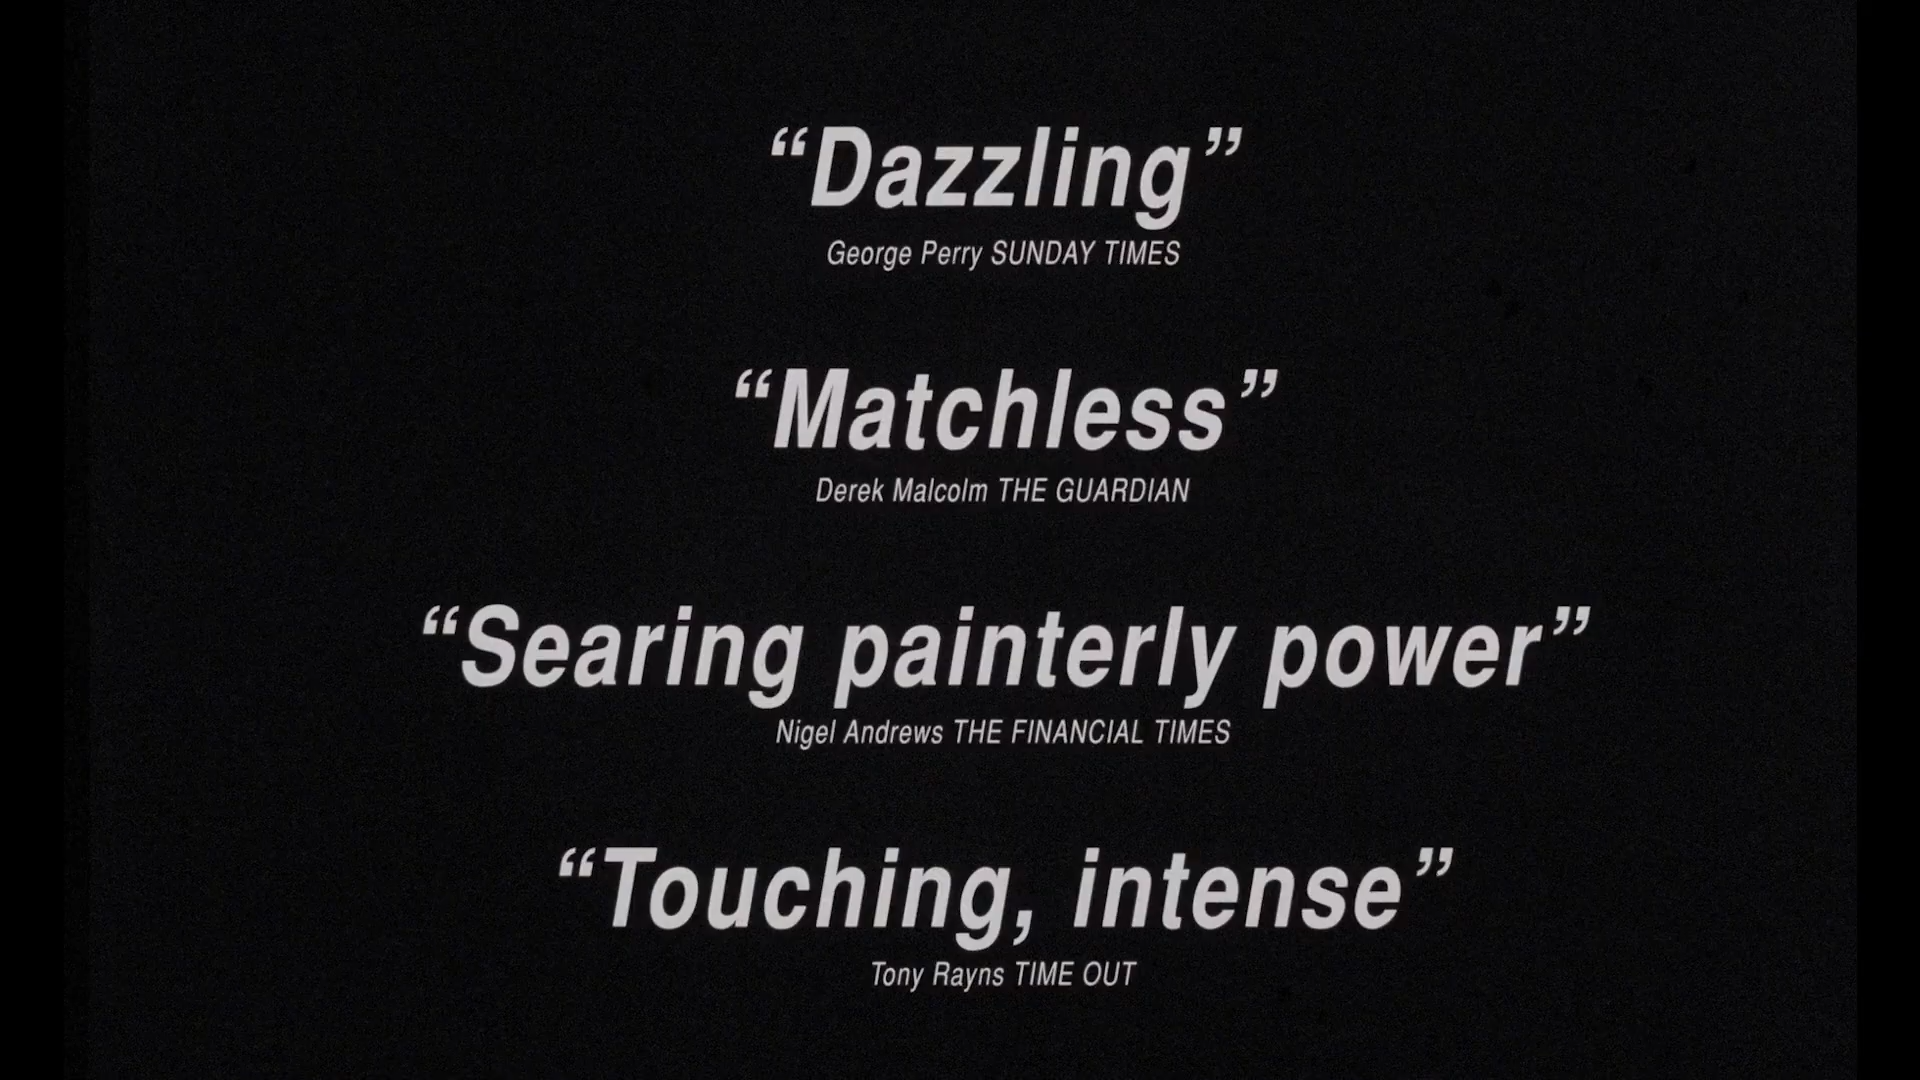 “Dazzling”
George Perry SUNDAY TIMES
“Matchless”
Derek Malcolm THE GUARDIAN
“Searing painterly power”
Nigel Andrews THE FINANCIAL TIMES
“Touching, intense”
Tony Rayns TIME OUT